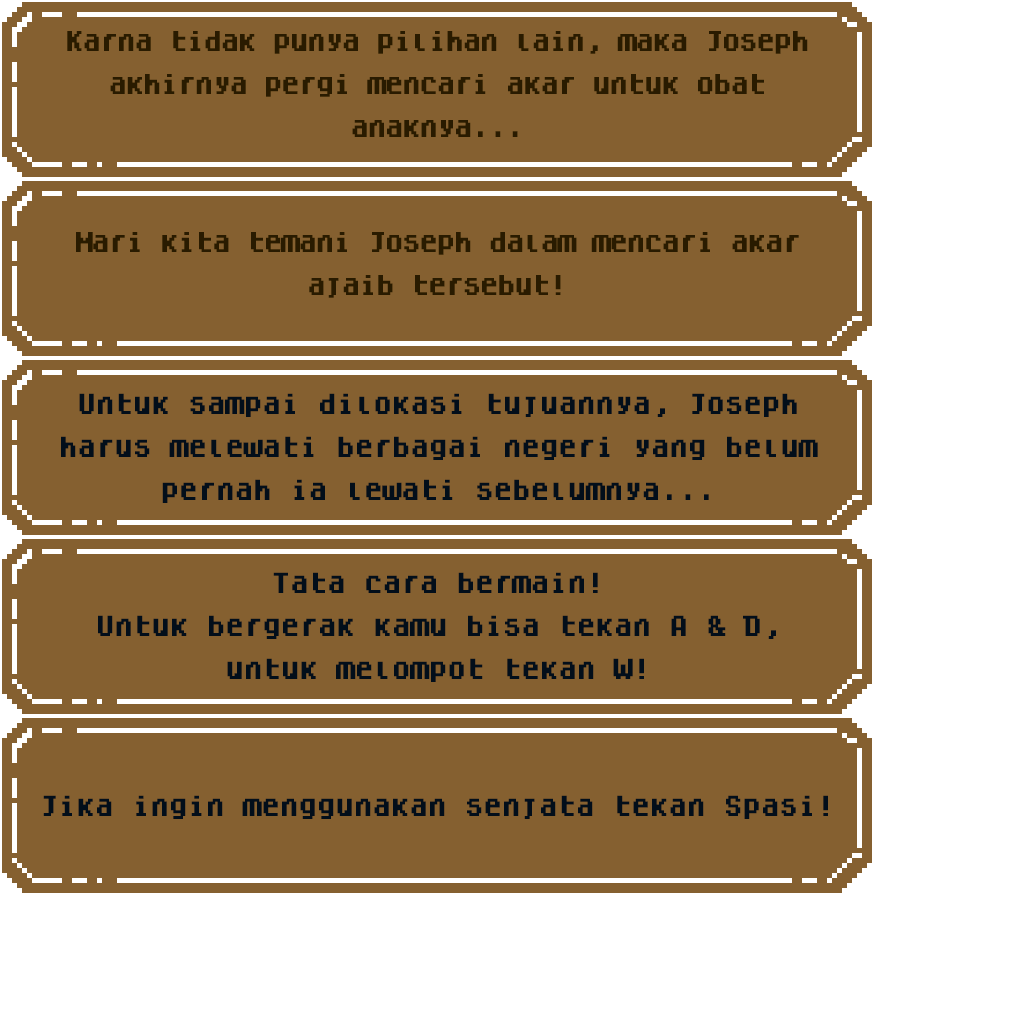 Karna tidak punya pilihan lain, maka Joseph
akhirnya pergi mencari akar untuk obat
anaknya...
Hari kita temani Joseph dalam mencari akar
ajaib tersebut!
Untuk sampai dilokasi tujuannya, Joseph
harus melewati berbagai negeri yang belum
pernah ia lewati sebelumnya...
Tata cara bermain!
Untuk bergerak kamu bisa tekan A & D,
untuk melompot tekan W!
Jika ingin menggunakan senjata tekan Spasi!